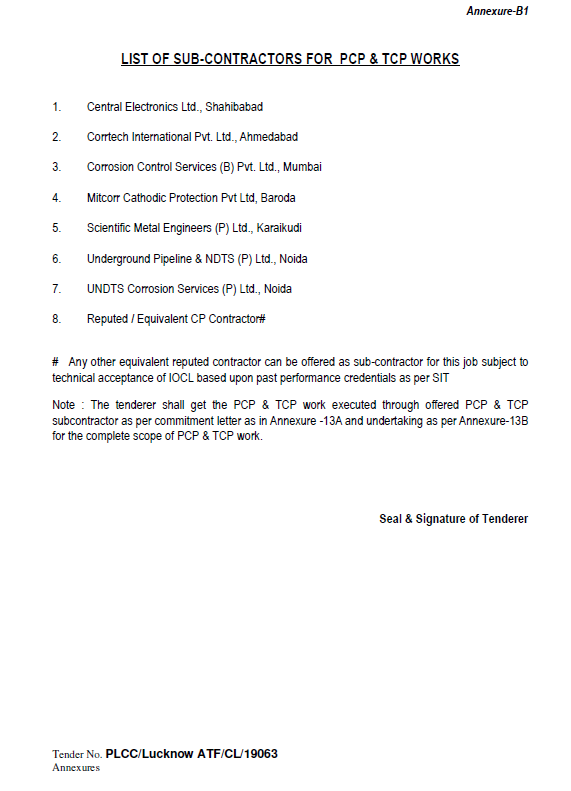 Annexure-B1
LIST OF SUB-CONTRACTORS FOR PCP & TCP WORKS
1. Central Electronics Ltd., Shahibabad
2. Corrtech International Pvt. Ltd., Ahmedabad
3. Corrosion Control Services (B) Pvt. Ltd., Mumbai
4. Mitcorr Cathodic Protection Pvt Ltd, Baroda
5. Scientific Metal Engineers (P) Ltd., Karaikudi
6. Underground Pipeline & NDTS (P) Ltd., Noida
7. UNDTS Corrosion Services (P) Ltd., Noida
8. Reputed / Equivalent CP Contractor#
# Any other equivalent reputed contractor can be offered as sub-contractor for this job subject to
technical acceptance of IOCL based upon past performance credentials as per SIT
Note : The tenderer shall get the PCP & TCP work executed through offered PCP & TCP
subcontractor as per commitment letter as in Annexure -13A and undertaking as per Annexure-13B
for the complete scope of PCP & TCP work.
Seal & Signature of Tenderer
Tender No. PLCC/Lucknow ATF/CL/19063
Annexures